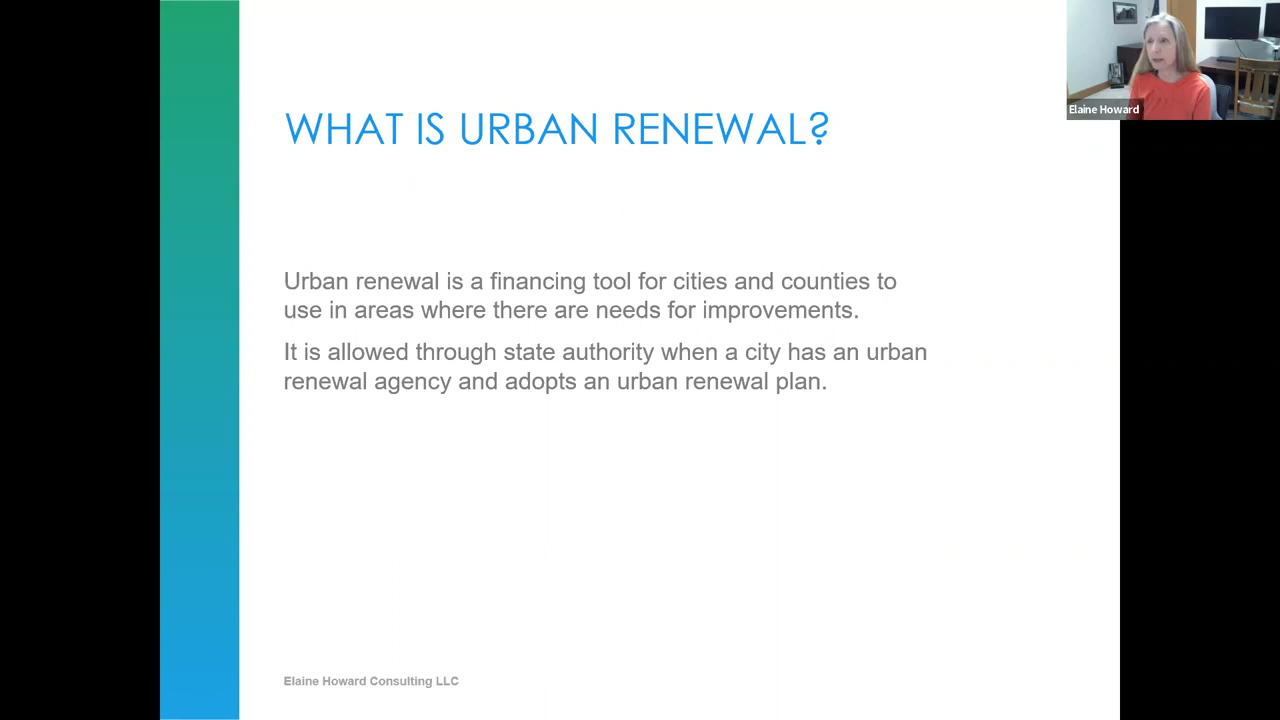 Elaine Howard
WHAT IS URBAN RENEWAL?
Urban renewal is a financing tool for cities and counties to
use in areas where there are needs for improvements.
It is allowed through state authority when a city has an urban
renewal agency and adopts an urban renewal plan.
Elaine Howard Consulting LLC